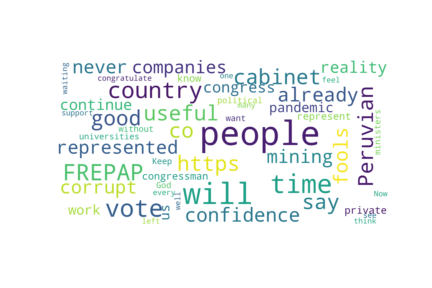 never companies cabinet reality
waiting congratulate know one feel
country congress already
continue political many pandemic
support good useful want represent
universities without co people
represented https mining fools Peruvian ministers
FREPAP Keep congressman time
corrupt God will say Now
every us well private
work vote confidence see
left think